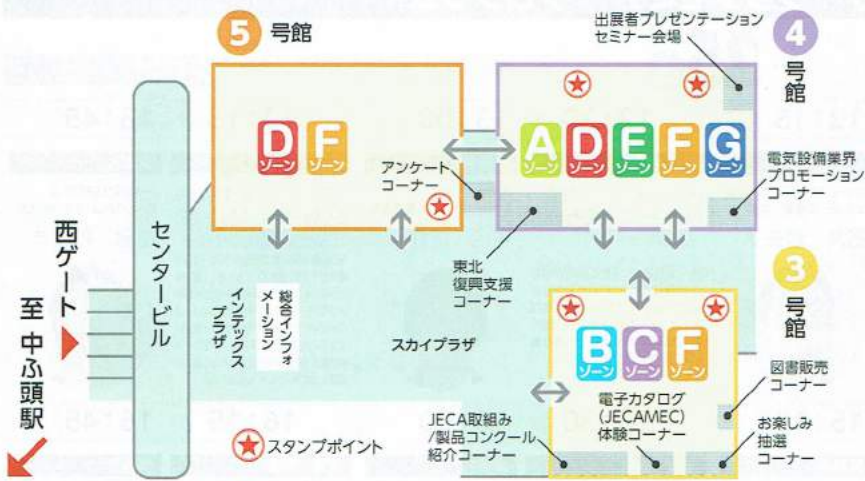 5 号館
出展者プレゼンテーション
セミナー会場
4
号館
D
ゾーン
F
ゾーン
A
ゾーン
D
ゾーン
E
ゾーン
F
ゾーン
G
ゾーン
アンケート
コーナー
電気設備業界
プロモーション
コーナー
東北
復興支援
コーナー
3
号館
西ゲート
至 中ふ頭駅
センタービル
インテックス
プラザ
総合インフォ
メーション
スカイプラザ
B
ゾーン
C
ゾーン
F
ゾーン
図書販売
コーナー
電子カタログ
(JECAMEC)
体験コーナー
JECA取組み
/製品コンクール
紹介コーナー
お楽しみ
抽選
コーナー
スタンプポイント